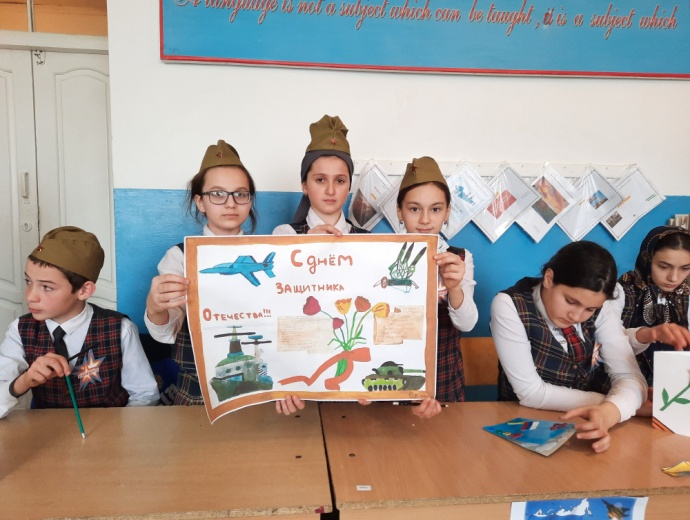 A language is not a subject which can be taught, it is a subject which
С днём
защитника
Отечества!!!